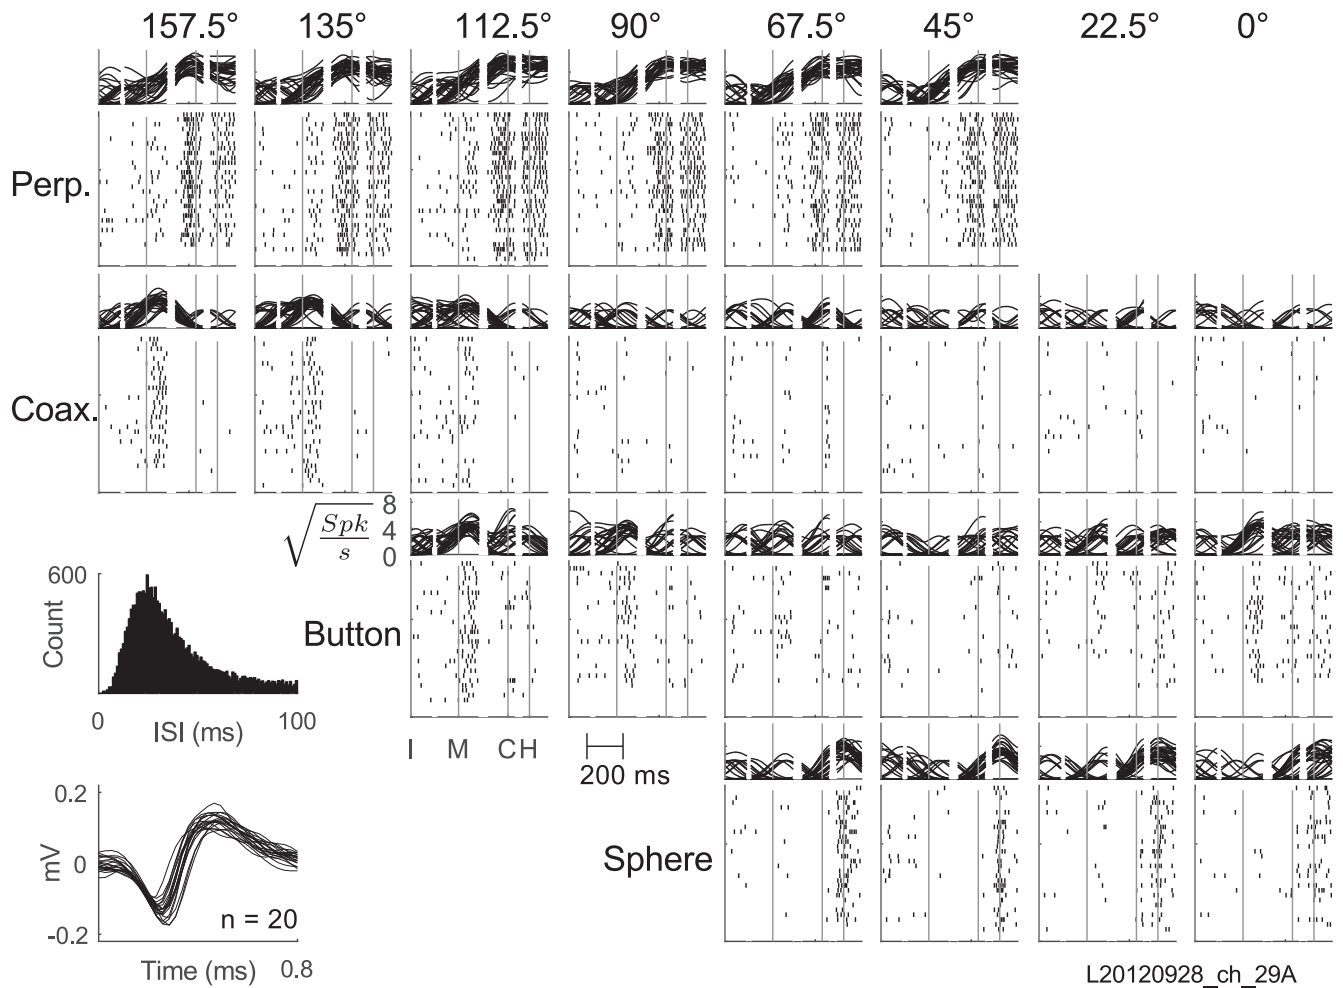 157.5° 135° 112.5° 90° 67.5° 45° 22.5° 0°
Perp.
Coax.
√Spk/s
8
4
0
600
Count
0 100
ISI (ms)
Button
I M C H
200 ms
0.2
mV
0
-0.2
n = 20
Time (ms) 0.8
Sphere
L20120928_ch_29A